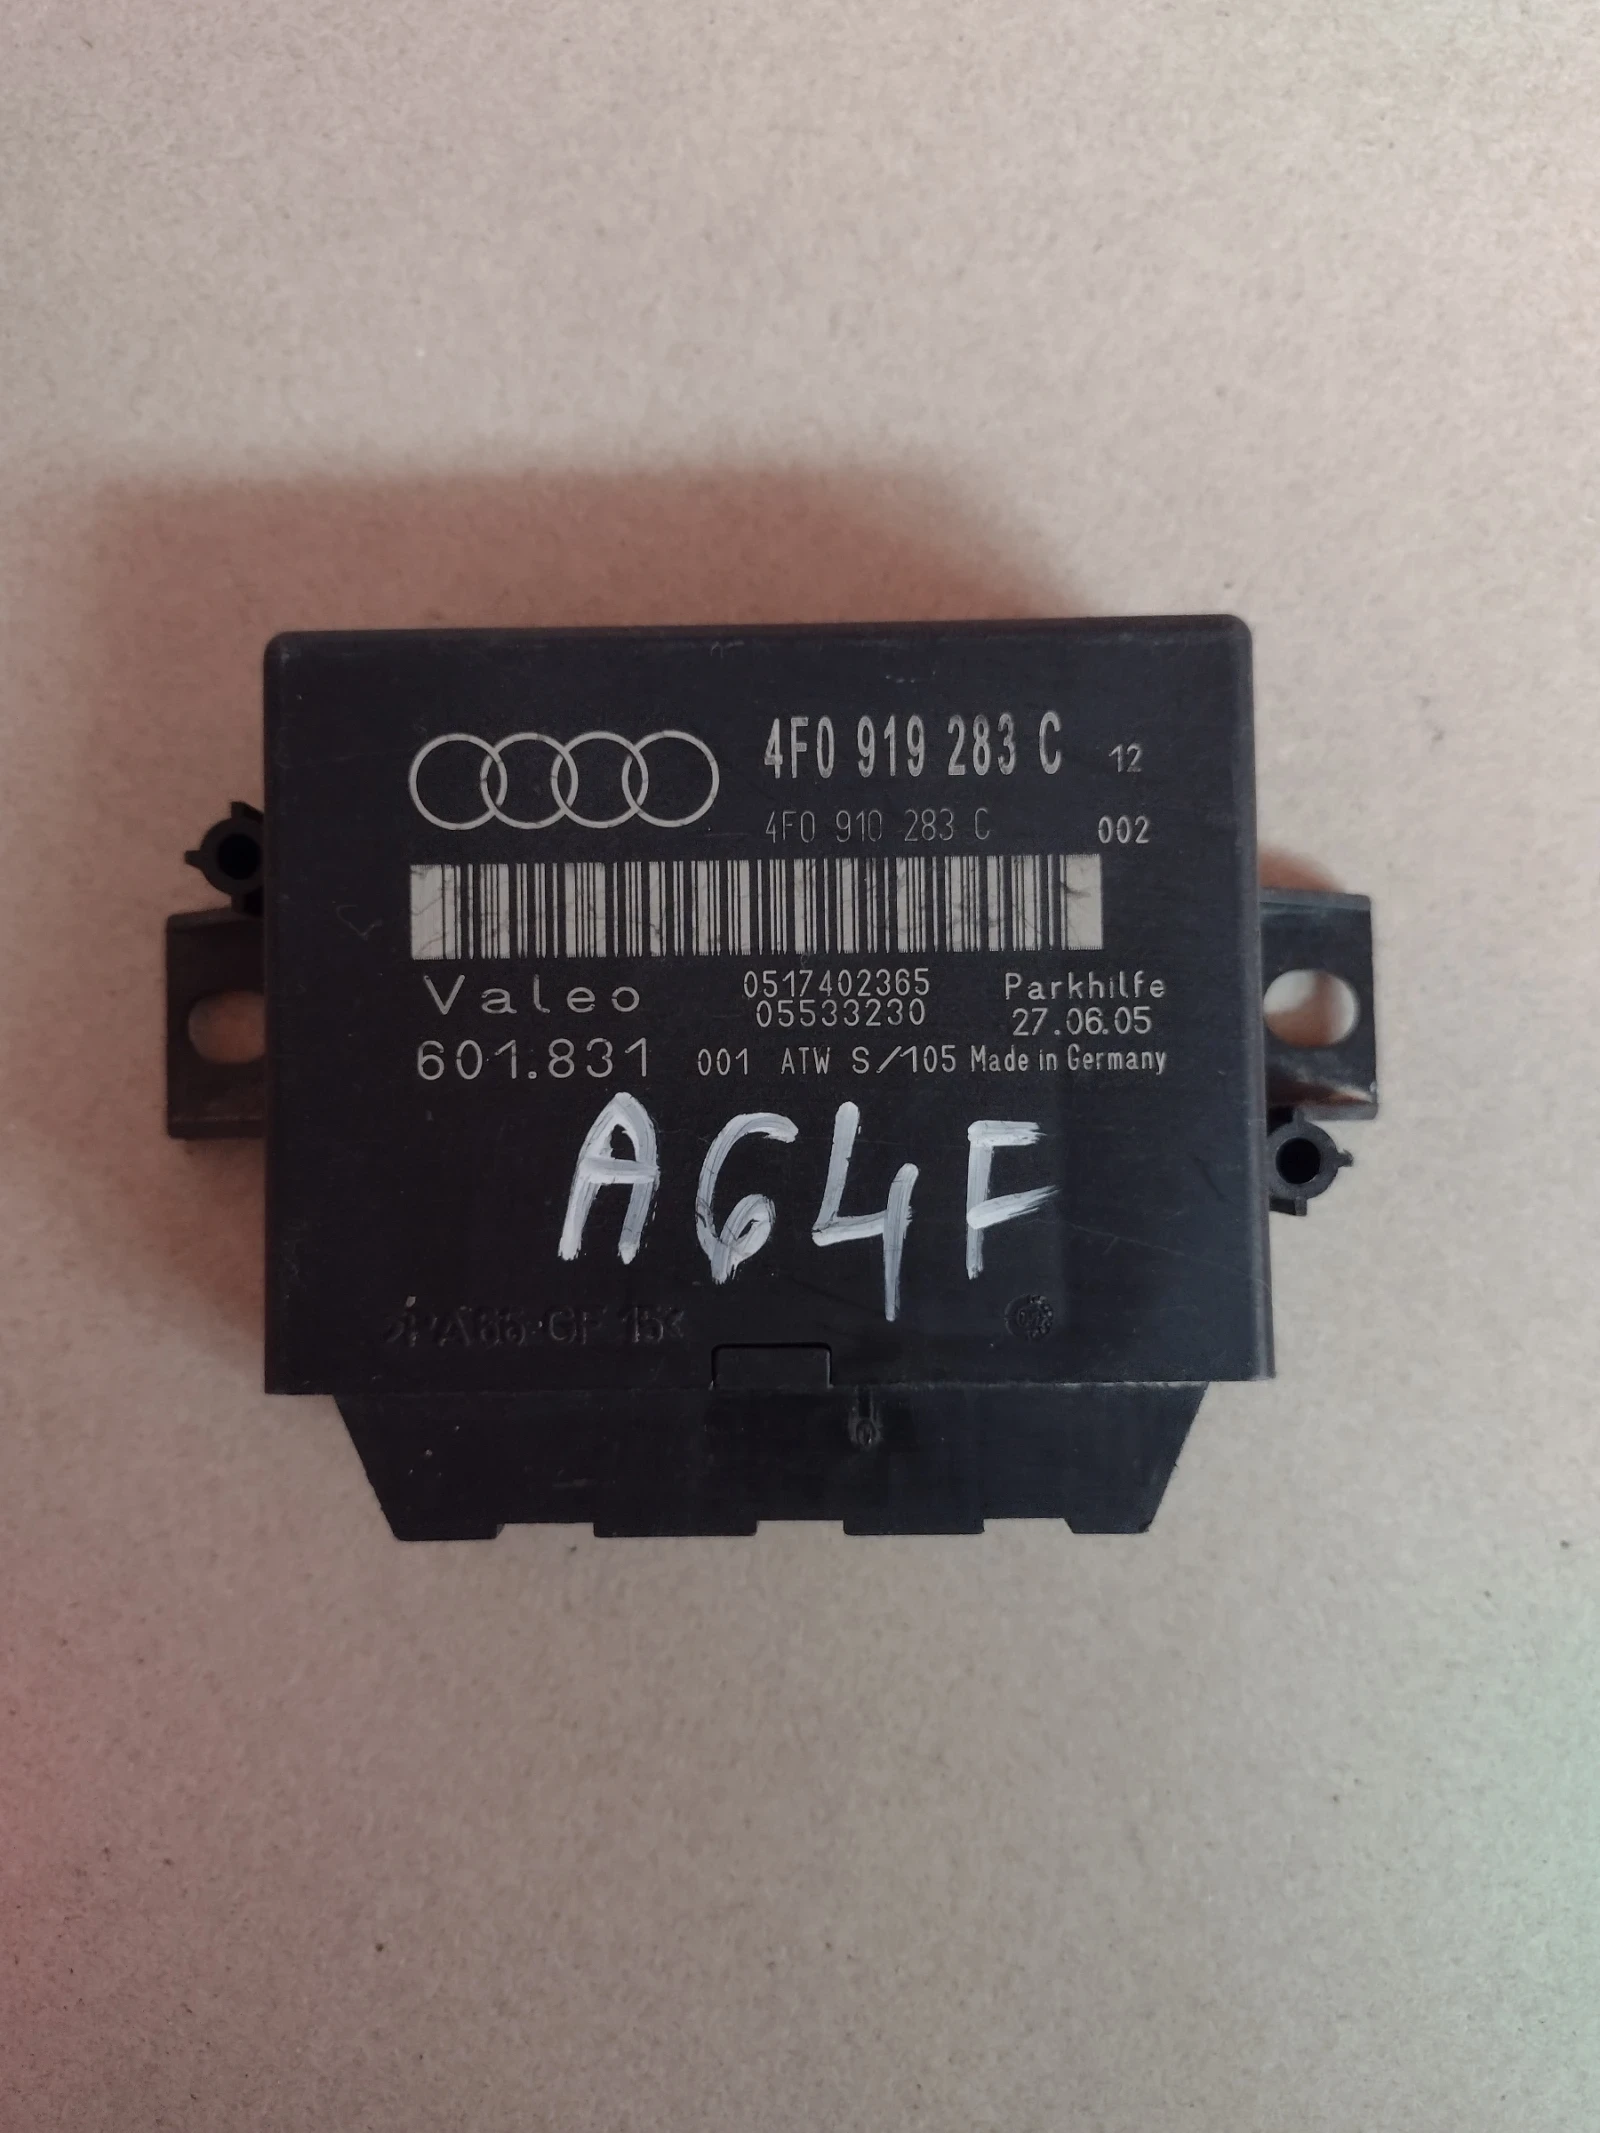 4F0 919 283 C 12
4F0 910 283 C 002
Valeo 0517402365 Parkhilfe
05533230 27.06.05
601.831 001 ATW S/105 Made in Germany
A64F